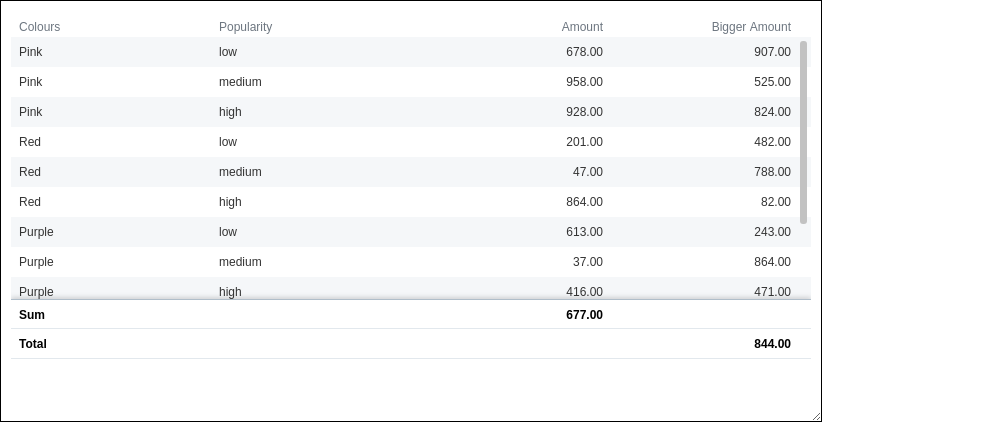 Colours Popularity Amount Bigger Amount
Pink low 678.00 907.00
Pink medium 958.00 525.00
Pink high 928.00 824.00
Red low 201.00 482.00
Red medium 47.00 788.00
Red high 864.00 82.00
Purple low 613.00 243.00
Purple medium 37.00 864.00
Purple high 416.00 471.00
Sum 677.00
Total 844.00